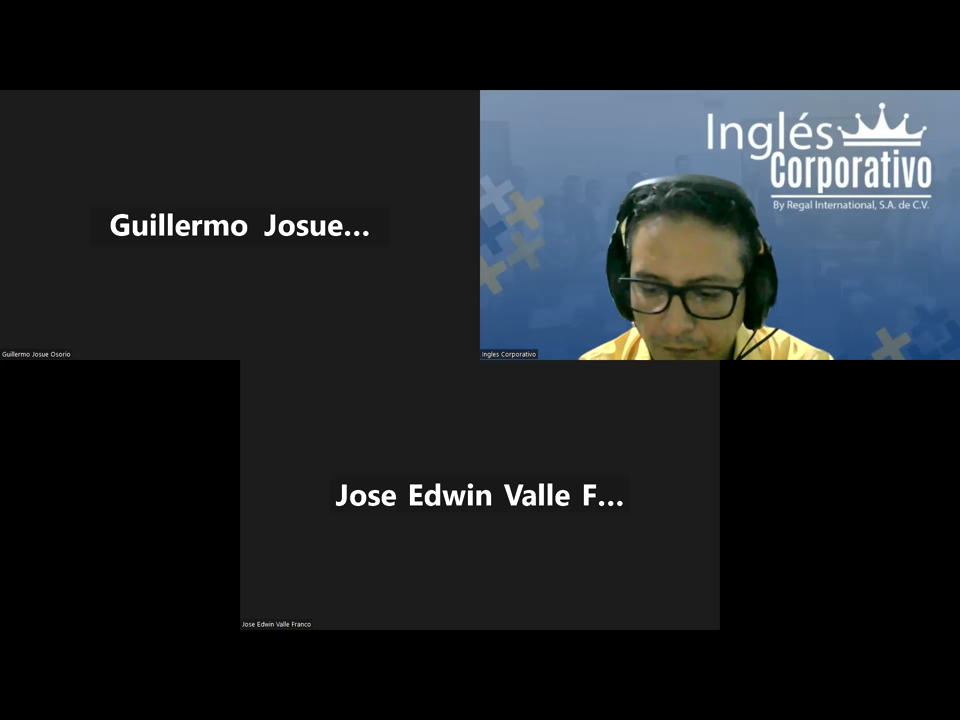 Guillermo Josue...
Guillermo Josue Osorio
Inglés
Corporativo
By Regal International, S.A. de C.V.
Ingles Corporativo
Jose Edwin Valle F...
Jose Edwin Valle Franco